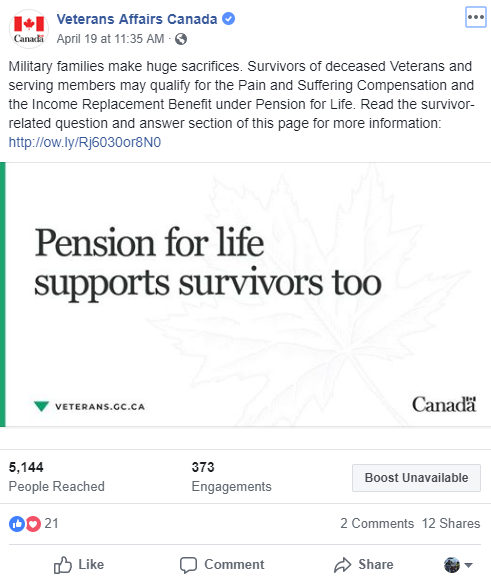 Veterans Affairs Canada
Canada
April 19 at 11:35 AM ·
Military families make huge sacrifices. Survivors of deceased Veterans and
serving members may qualify for the Pain and Suffering Compensation and
the Income Replacement Benefit under Pension for Life. Read the survivor-
related question and answer section of this page for more information:
http://ow.ly/Rj6030or8N0
Pension for life
supports survivors too
VETERANS.GC.CA
Canada
5,144
People Reached
373
Engagements
Boost Unavailable
21
2 Comments 12 Shares
Like
Comment
Share